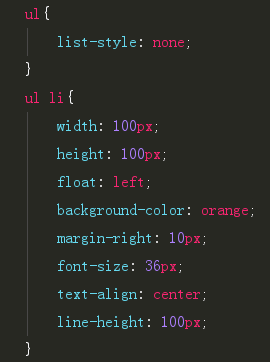 ul{
list-style: none;
}
ul li{
width: 100px;
height: 100px;
float: left;
background-color: orange;
margin-right: 10px;
font-size: 36px;
text-align: center;
line-height: 100px;
}